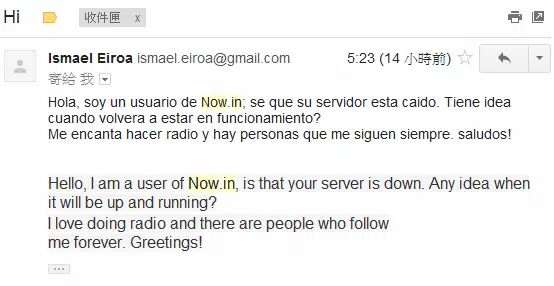 Hi 收件匣 x
Ismael Eiroa ismael.eiroa@gmail.com 5:23 (14 小時前)
寄給 我
Hola, soy un usuario de Now.in; se que su servidor esta caido. Tiene idea
cuando volvera a estar en funcionamiento?
Me encanta hacer radio y hay personas que me siguen siempre. saludos!
Hello, I am a user of Now.in, is that your server is down. Any idea when
it will be up and running?
I love doing radio and there are people who follow
me forever. Greetings!